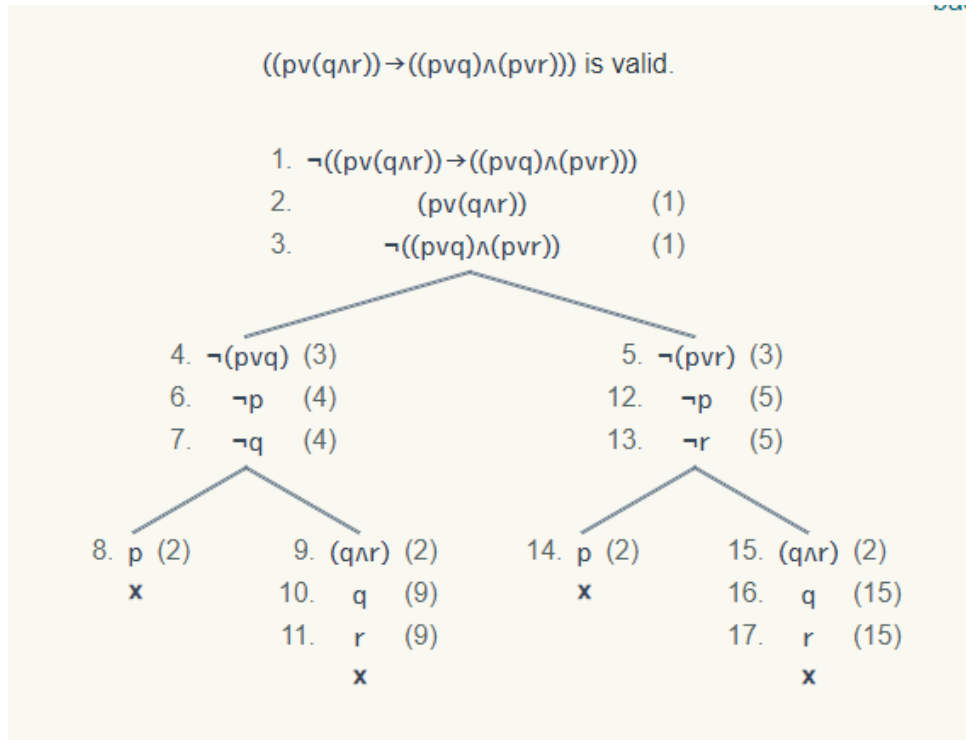 ((pv(q∧r))→((pvq)∧(pvr))) is valid.
1. ¬((pv(q∧r))→((pvq)∧(pvr)))
2. (pv(q∧r)) (1)
3. ¬((pvq)∧(pvr)) (1)
4. ¬(pvq) (3) 5. ¬(pvr) (3)
6. ¬p (4) 12. ¬p (5)
7. ¬q (4) 13. ¬r (5)
8. p (2) 9. (q∧r) (2) 14. p (2) 15. (q∧r) (2)
x 10. q (9) x 16. q (15)
11. r (9) 17. r (15)
x x